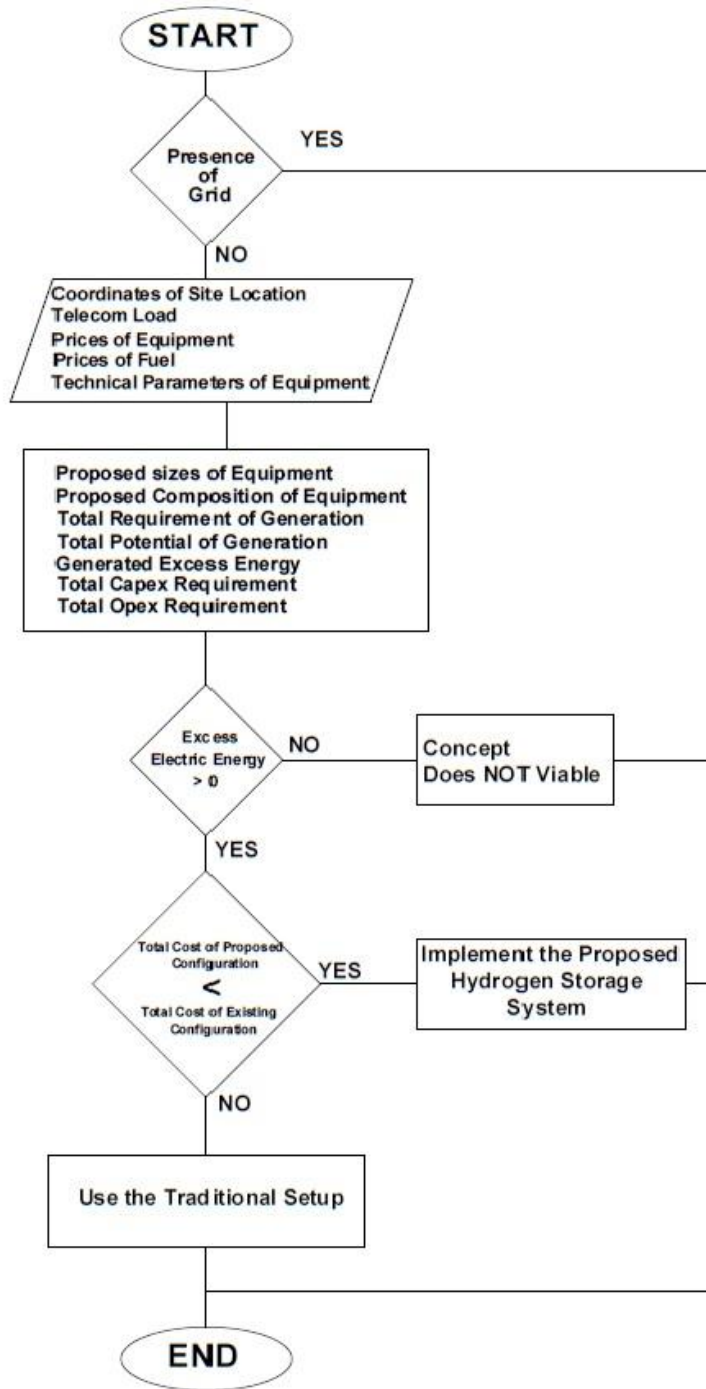 START
Presence
of
Grid
YES
NO
Coordinates of Site Location
Telecom Load
Prices of Equipment
Prices of Fuel
Technical Parameters of Equipment
Proposed sizes of Equipment
Proposed Composition of Equipment
Total Requirement of Generation
Total Potential of Generation
Generated Excess Energy
Total Capex Requirement
Total Opex Requirement
Excess
Electric Energy
> 0
NO
Concept
Does NOT Viable
YES
Total Cost of Proposed
Configuration
<
Total Cost of Existing
Configuration
YES
Implement the Proposed
Hydrogen Storage
System
NO
Use the Traditional Setup
END